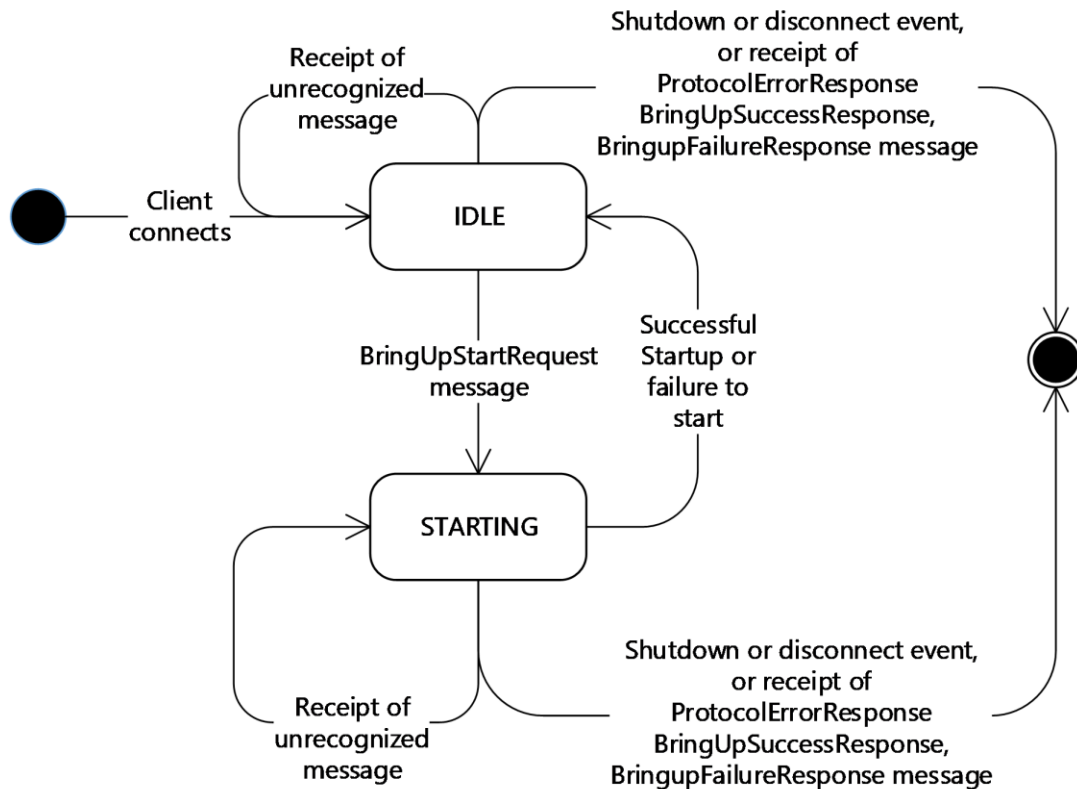 Shutdown or disconnect event,
or receipt of
ProtocolErrorResponse
BringUpSuccessResponse,
BringupFailureResponse message
Receipt of
unrecognized
message
Client
connects
IDLE
BringUpStartRequest
message
Successful
Startup or
failure to
start
STARTING
Receipt of
unrecognized
message
Shutdown or disconnect event,
or receipt of
ProtocolErrorResponse
BringUpSuccessResponse,
BringupFailureResponse message